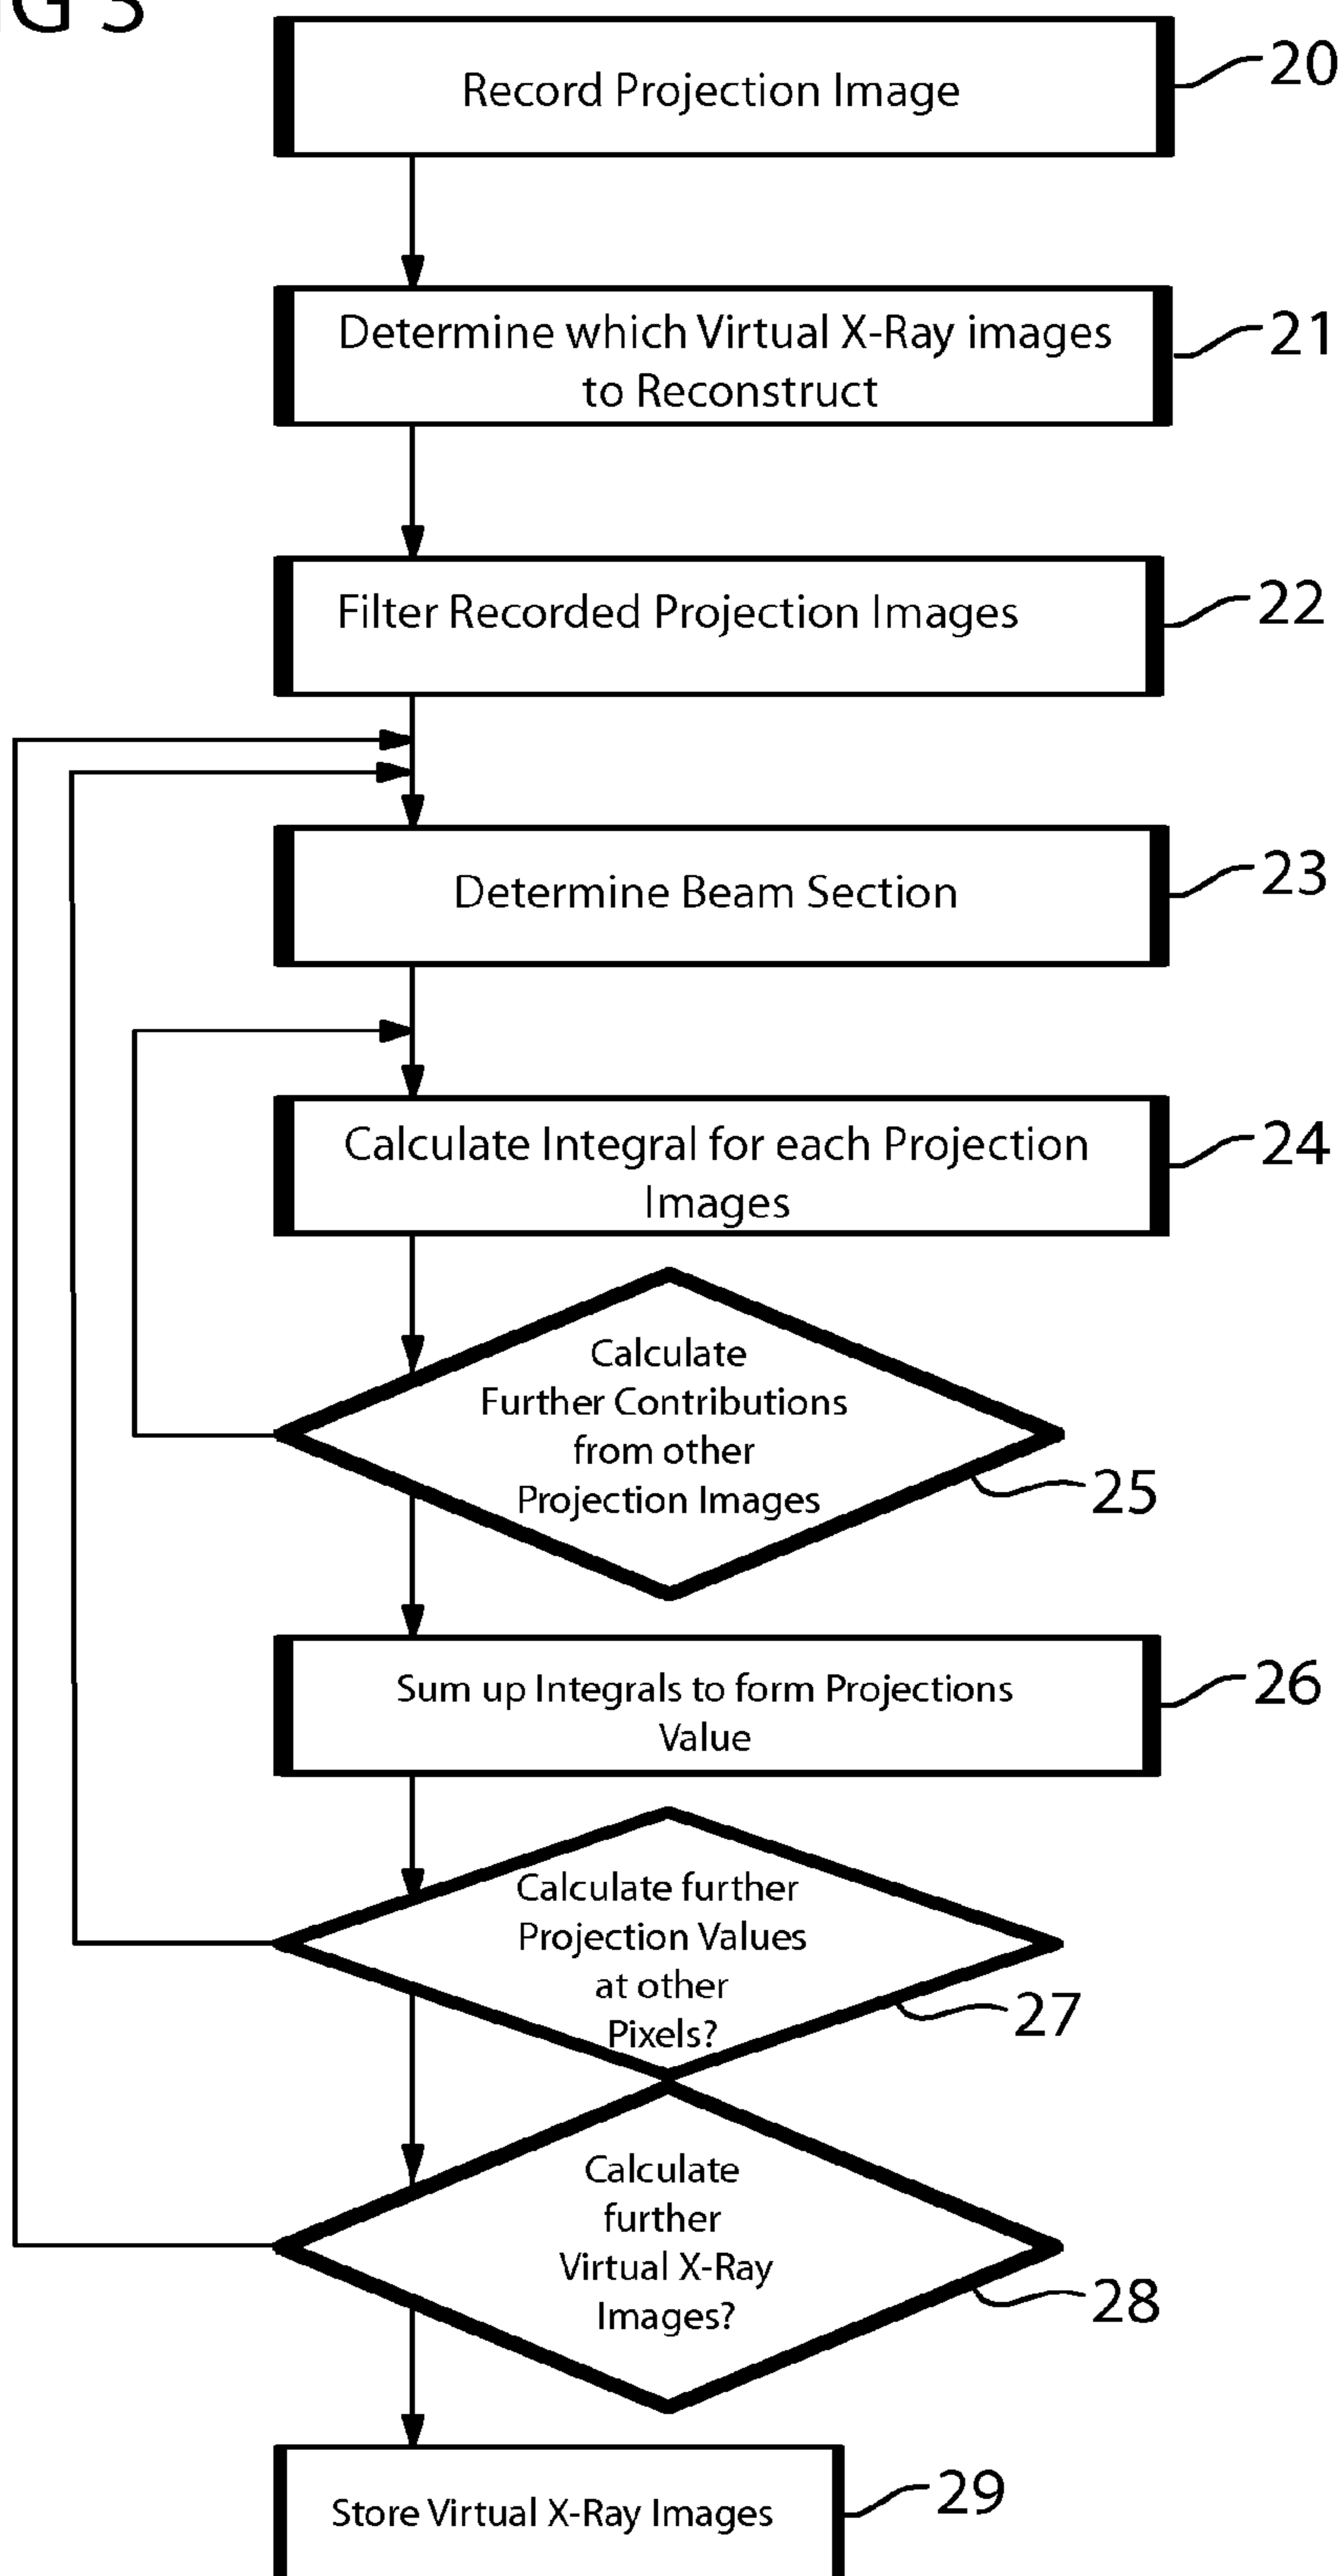 G 3
Record Projection Image
20
Determine which Virtual X-Ray images
to Reconstruct
21
Filter Recorded Projection Images
22
Determine Beam Section
23
Calculate Integral for each Projection
Images
24
Calculate
Further Contributions
from other
Projection Images
25
Sum up Integrals to form Projections
Value
26
Calculate further
Projection Values
at other
Pixels?
27
Calculate
further
Virtual X-Ray
Images?
28
Store Virtual X-Ray Images
29